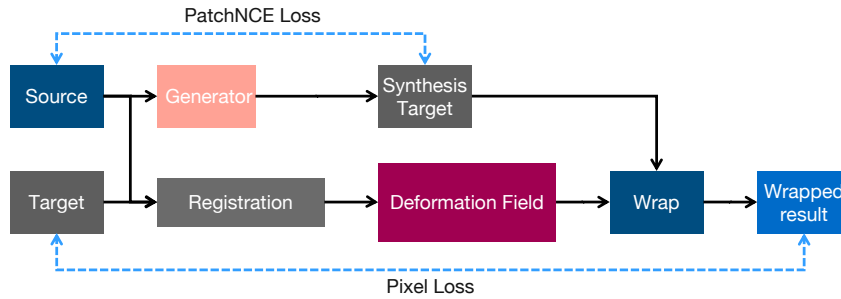 PatchNCE Loss
Source
Generator
Synthesis
Target
Target
Registration
Deformation Field
Wrap
Wrapped
result
Pixel Loss